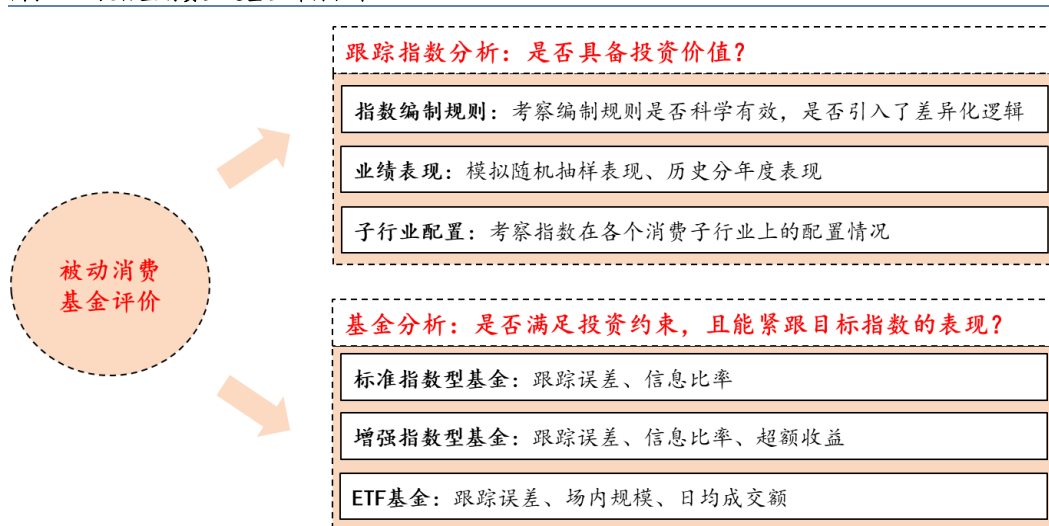 跟踪指数分析：是否具备投资价值？
指数编制规则：考察编制规则是否科学有效，是否引入了差异化逻辑
业绩表现：模拟随机抽样表现、历史分年度表现
子行业配置：考察指数在各个消费子行业上的配置情况
被动消费
基金评价
基金分析：是否满足投资约束，且能紧跟目标指数的表现？
标准指数型基金：跟踪误差、信息比率
增强指数型基金：跟踪误差、信息比率、超额收益
ETF基金：跟踪误差、场内规模、日均成交额